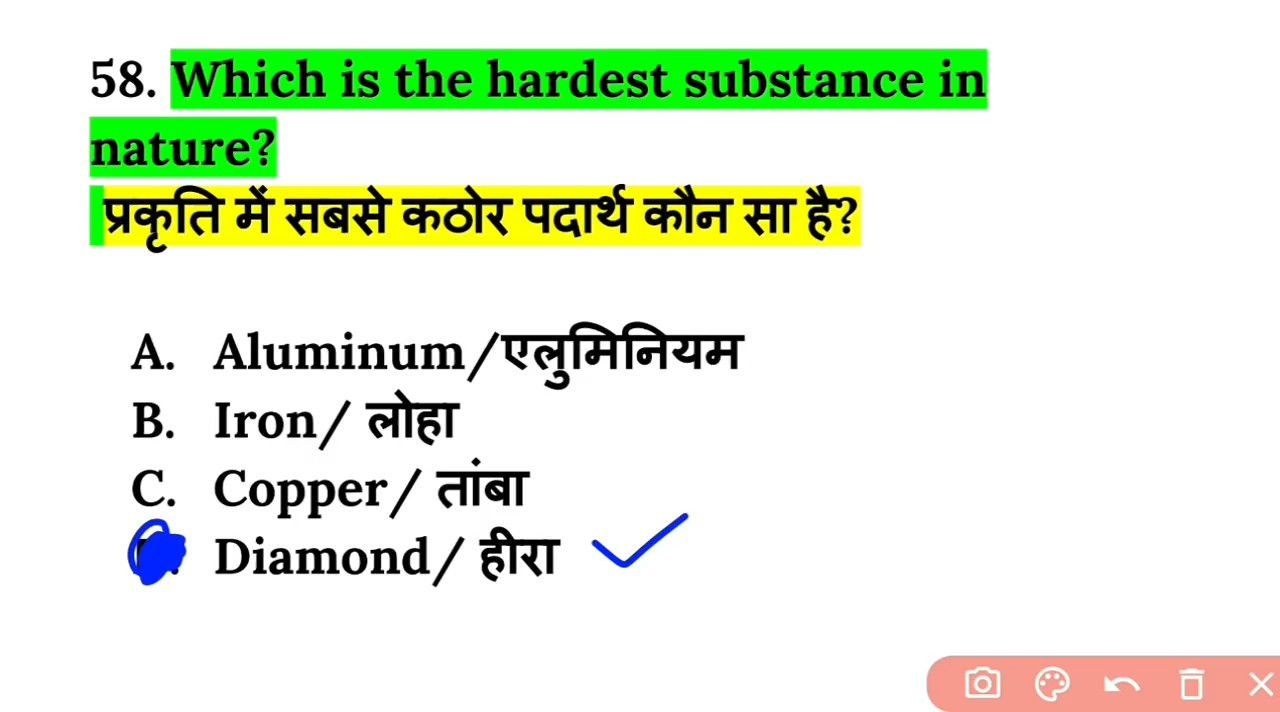 58. Which is the hardest substance in
nature?
प्रकृति में सबसे कठोर पदार्थ कौन सा है?
A. Aluminum/एलुमिनियम
B. Iron/ लोहा
C. Copper/ तांबा
Diamond/ हीरा